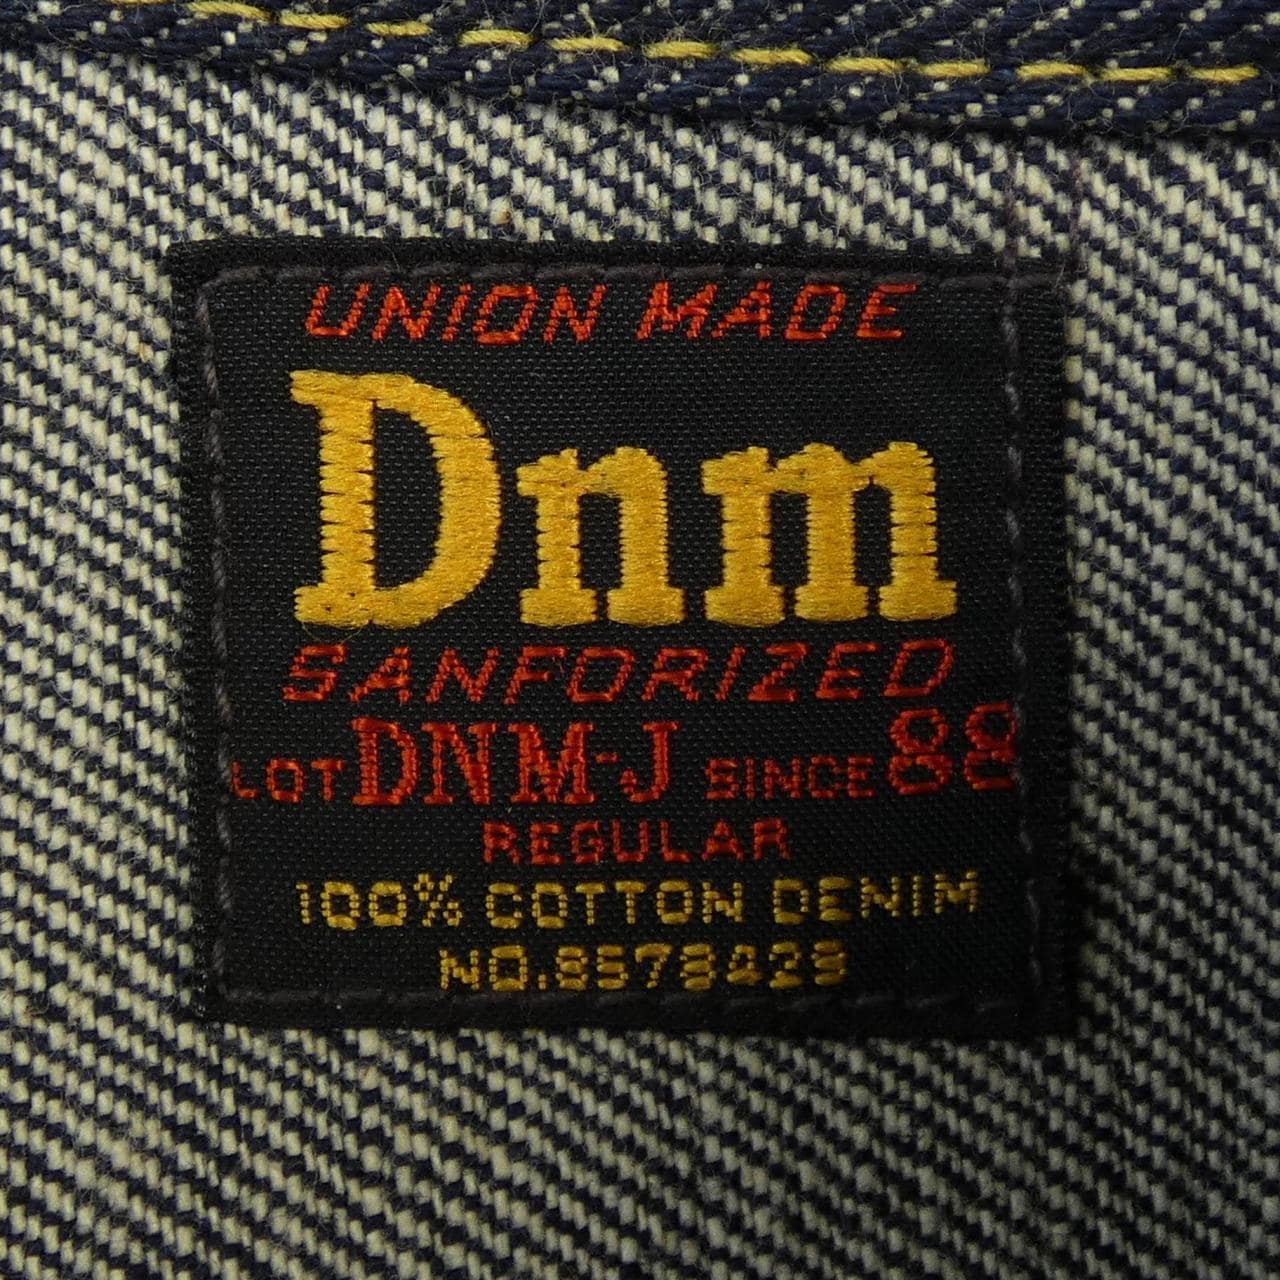 UNION MADE
Dnm
SANFORIZED
LOT DNM-J SINCE 88
REGULAR
100% COTTON DENIM
NO.8578428